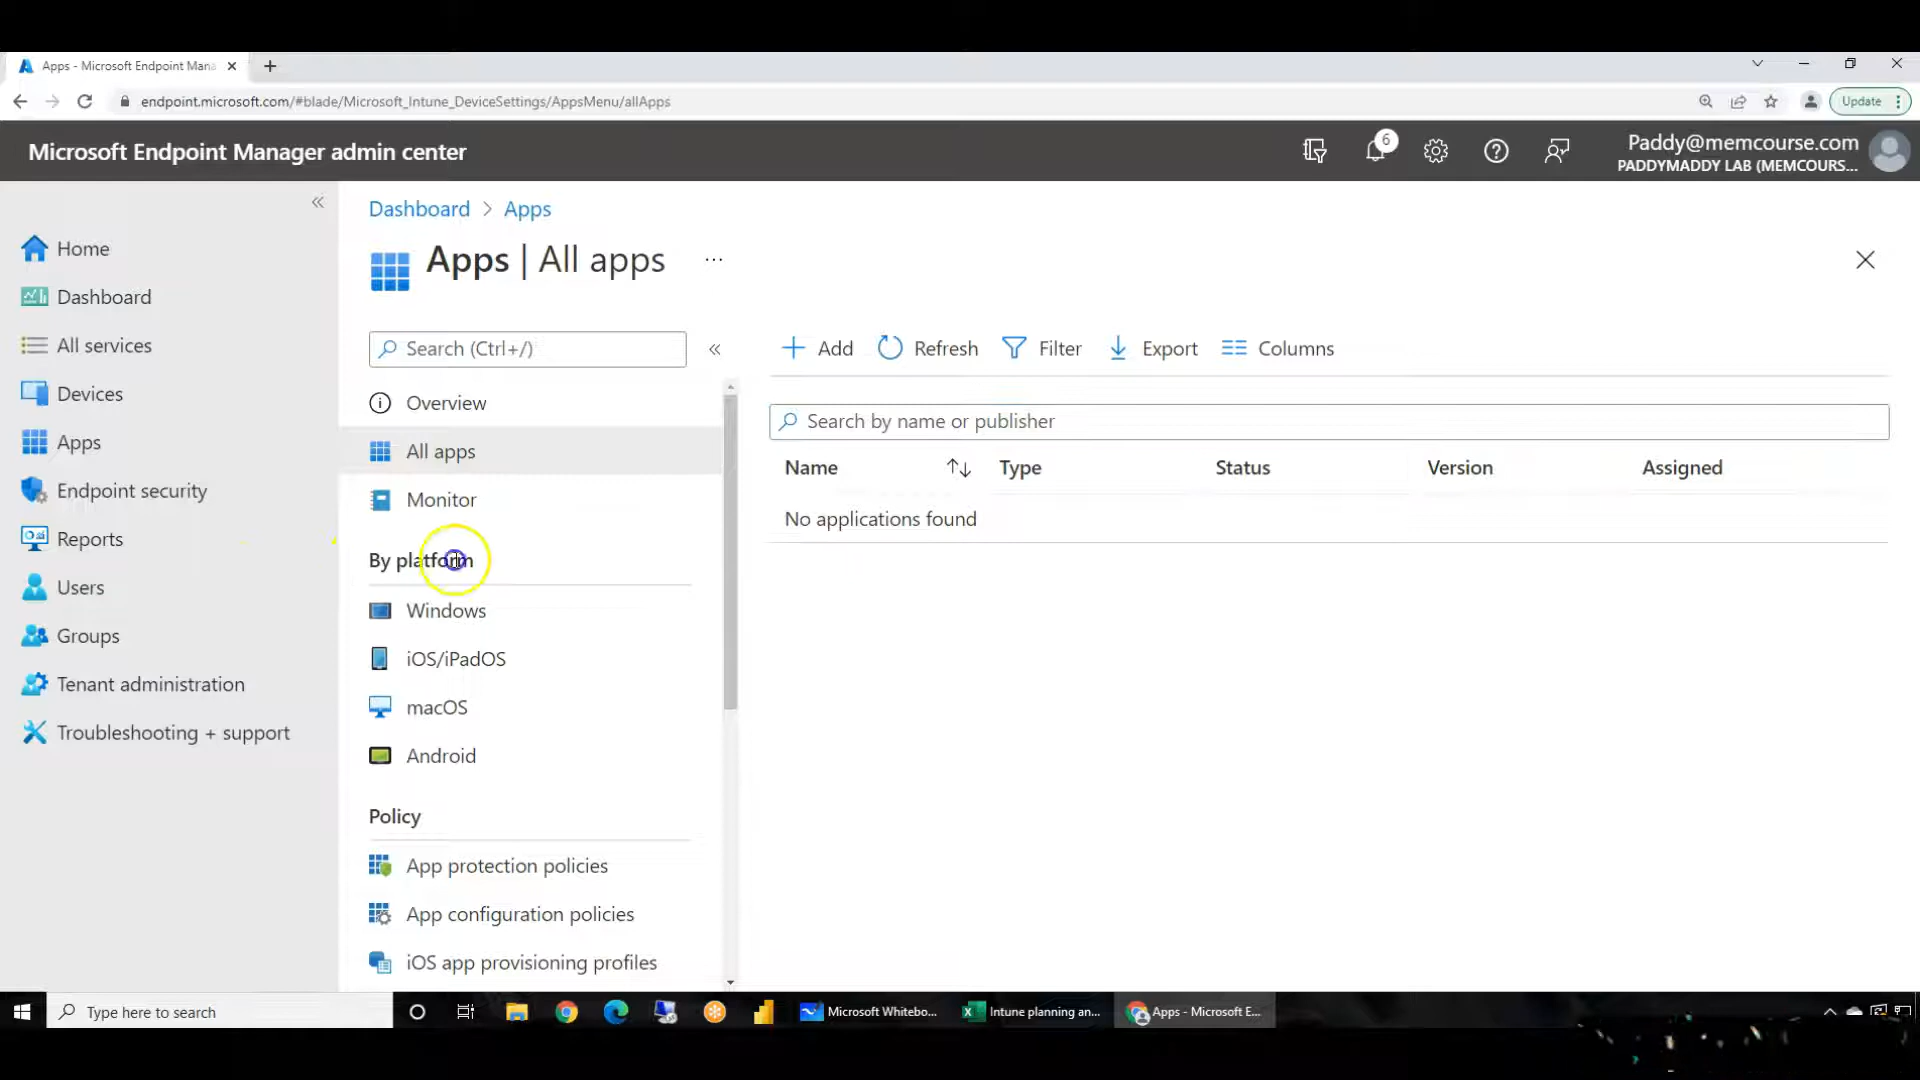 Apps - Microsoft Endpoint Mana
endpoint.microsoft.com/#blade/Microsoft_Intune_DeviceSettings/AppsMenu/allApps
Update
Microsoft Endpoint Manager admin center
6
Paddy@memcourse.com
PADDYMADDY LAB (MEMCOURS...
Home
Dashboard
All services
Devices
Apps
Endpoint security
Reports
Users
Groups
Tenant administration
Troubleshooting + support
Dashboard > Apps
Apps | All apps
...
Search (Ctrl+/)
Overview
All apps
Monitor
By platform
Windows
iOS/iPadOS
macOS
Android
Policy
App protection policies
App configuration policies
iOS app provisioning profiles
Add Refresh Filter Export Columns
Search by name or publisher
Name Type Status Version Assigned
No applications found
Type here to search
Microsoft Whitebo...
Intune planning an...
Apps - Microsoft E...